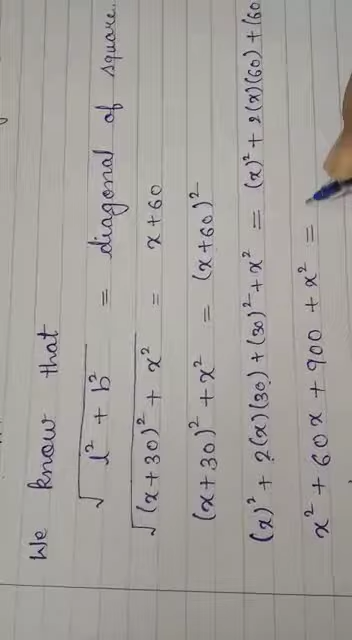 We know that
√l² + b² = diagonal of square.
√(x+30)² + x² = x+60
(x+30)² + x² = (x+60)²
(x)² + 2(x)(30) + (30)² + x² = (x)² + 2(x)(60) + (60
x² + 60x + 900 + x² =